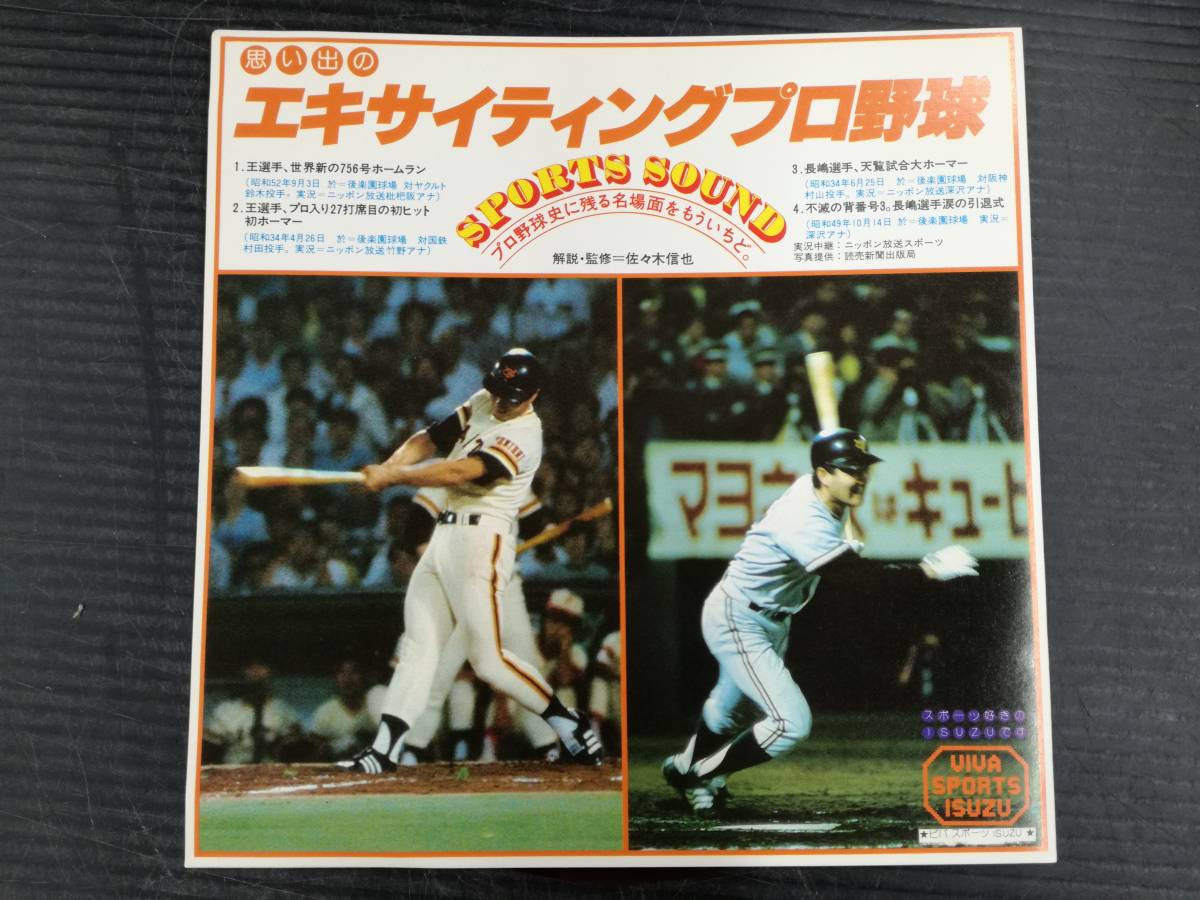 思い出の
エキサイティングプロ野球
1. 王選手、世界新の756号ホームラン
(昭和52年9月3日 於＝後楽園球場 対ヤクルト
鈴木投手。実況＝ニッポン放送枇杷阪アナ)
2. 王選手、プロ入り27打席目の初ヒット
初ホーマー
(昭和34年4月26日 於＝後楽園球場 対国鉄
村田投手。実況＝ニッポン放送竹野アナ)
SPORTS SOUND
プロ野球史に残る名場面をもういちど。
解説・監修＝佐々木信也
3. 長嶋選手、天覧試合大ホーマー
(昭和34年6月25日 於＝後楽園球場 対阪神
村山投手。実況＝ニッポン放送深沢アナ)
4. 不滅の背番号3。長嶋選手涙の引退式
(昭和49年10月14日 於＝後楽園球場 実況＝
深沢アナ)
実況中継：ニッポン放送スポーツ
写真提供：読売新聞出版局
マヨ は キューピ
スポーツ好きの
ISUZUです
VIVA
SPORTS
ISUZU
★ビバ スポーツ ISUZU★